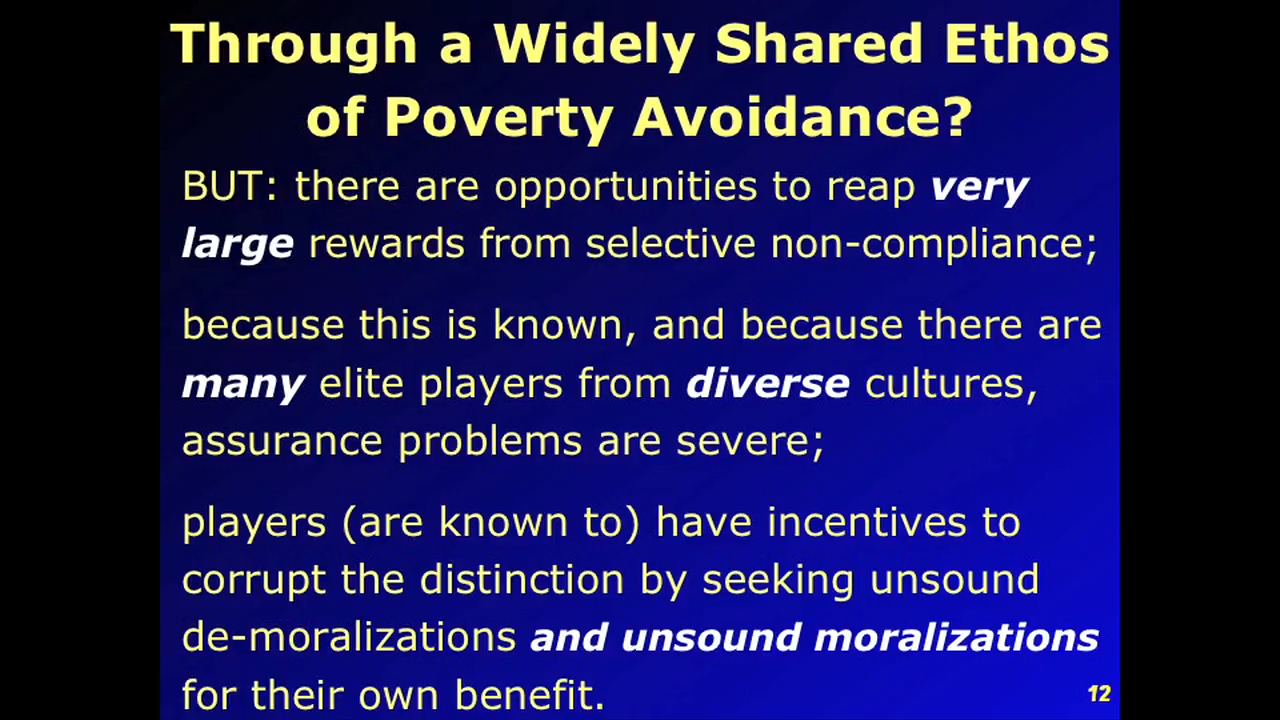 Through a Widely Shared Ethos
of Poverty Avoidance?
BUT: there are opportunities to reap very
large rewards from selective non-compliance;
because this is known, and because there are
many elite players from diverse cultures,
assurance problems are severe;
players (are known to) have incentives to
corrupt the distinction by seeking unsound
de-moralizations and unsound moralizations
for their own benefit.
12